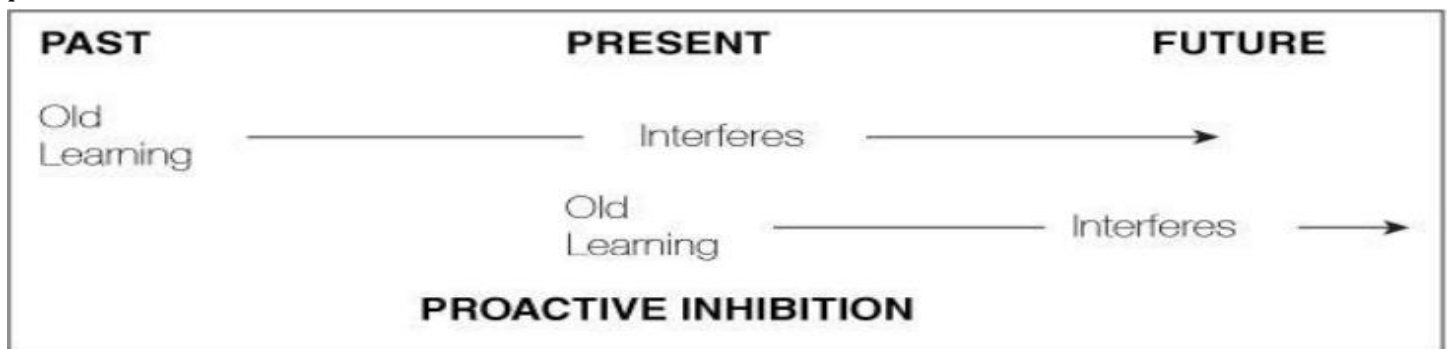 PAST PRESENT FUTURE
Old
Learning Interferes
Old
Learning Interferes
PROACTIVE INHIBITION